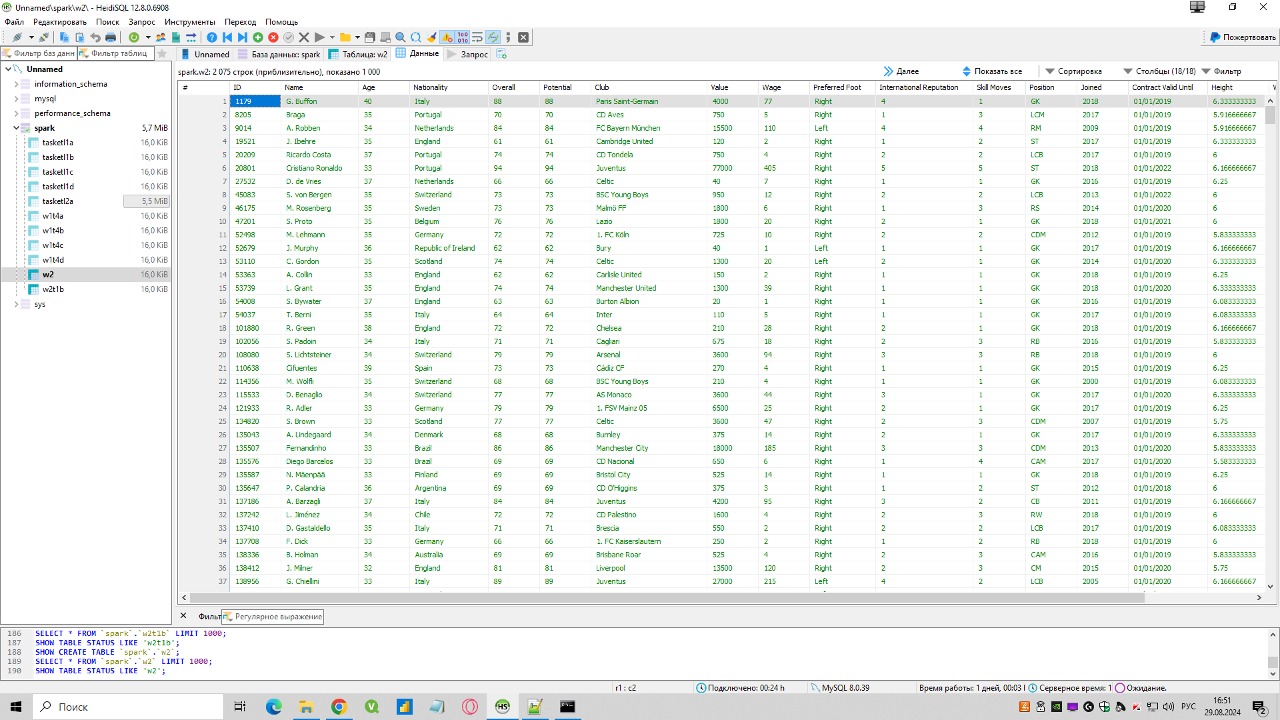 Unnamed\spark\w2\ - HeidiSQL 12.8.0.6908
Файл Редактировать Поиск Запрос Инструменты Переход Помощь
Пожертвовать
Фильтр баз данн Фильтр таблиц Unnamed База данных: spark Таблица: w2 Данные Запрос
spark.w2: 2 075 строк (приблизительно), показано 1 000 Далее Показать все Сортировка Столбцы (18/18) Фильтр
Unnamed
information_schema
mysql
performance_schema
spark 5,7 MiB
tasketl1a 16,0 KiB
tasketl1b 16,0 KiB
tasketl1c 16,0 KiB
tasketl1d 16,0 KiB
tasketl2a 5,5 MiB
w1t4a 16,0 KiB
w1t4b 16,0 KiB
w1t4c 16,0 KiB
w1t4d 16,0 KiB
w2 16,0 KiB
w2t1b 16,0 KiB
sys
# ID Name Age Nationality Overall Potential Club Value Wage Preferred Foot International Reputation Skill Moves Position Joined Contract Valid Until Height
1 1179 G. Buffon 40 Italy 88 88 Paris Saint-Germain 4000 77 Right 4 1 GK 2018 01/01/2019 6.333333333
2 8205 Braga 35 Portugal 70 70 CD Aves 750 5 Right 1 3 LCM 2017 01/01/2019 5.916666667
3 9014 A. Robben 34 Netherlands 84 84 FC Bayern München 15500 110 Left 4 4 RM 2009 01/01/2019 5.916666667
4 19521 J. Ibehre 35 England 61 61 Cambridge United 120 2 Right 1 2 ST 2017 01/01/2019 6.25
5 20209 Ricardo Costa 37 Portugal 74 74 CD Tondela 750 4 Right 2 2 LCB 2017 01/01/2019 6
6 20801 Cristiano Ronaldo 33 Portugal 94 94 Juventus 77000 405 Right 5 5 ST 2018 01/01/2022 6.166666667
7 27532 D. de Vries 37 Netherlands 63 63 Celtic 40 7 Right 1 1 GK 2016 01/01/2019 6.25
8 45083 S. von Bergen 35 Switzerland 73 73 BSC Young Boys 950 12 Right 2 2 LCB 2013 01/01/2022 6
9 46175 M. Rosenberg 35 Sweden 73 73 Malmö FF 1800 6 Right 1 3 RS 2014 01/01/2020 6
10 47201 S. Proto 35 Belgium 76 76 Lazio 1800 20 Right 2 1 GK 2018 01/01/2021 6
11 52498 M. Lehmann 35 Germany 72 72 1. FC Köln 725 10 Right 2 2 CDM 2012 01/01/2019 5.833333333
12 52679 J. Murphy 36 Republic of Ireland 62 62 Bury 40 1 Left 1 1 GK 2017 01/01/2019 6.166666667
13 53110 C. Gordon 35 Scotland 74 74 Celtic 1300 20 Left 2 1 GK 2014 01/01/2020 6.333333333
14 53363 A. Collin 33 England 62 62 Carlisle United 150 2 Right 1 1 GK 2018 01/01/2019 6.25
15 53739 L. Grant 35 England 74 74 Manchester United 1300 39 Right 1 1 GK 2018 01/01/2020 6.333333333
16 54008 S. Bywater 37 England 63 63 Burton Albion 20 1 Right 1 1 GK 2016 01/01/2019 6.083333333
17 54037 T. Berni 35 Italy 64 64 Inter 110 5 Right 1 1 GK 2017 01/01/2019 6.083333333
18 101880 R. Green 38 England 72 72 Chelsea 210 28 Right 2 1 GK 2018 01/01/2019 6.166666667
19 102056 S. Padoin 34 Italy 71 71 Cagliari 675 18 Right 2 3 RB 2016 01/01/2019 5.833333333
20 108080 S. Lichtsteiner 34 Switzerland 79 79 Arsenal 3600 94 Right 3 3 RB 2018 01/01/2019 6
21 110638 Cifuentes 39 Spain 73 73 Cádiz CF 270 4 Right 1 1 GK 2015 01/01/2019 6
22 114356 M. Wölfli 35 Switzerland 68 68 BSC Young Boys 210 4 Right 1 1 GK 2000 01/01/2019 6.083333333
23 115533 D. Benaglio 34 Switzerland 77 77 AS Monaco 3600 44 Right 3 1 GK 2017 01/01/2020 6.333333333
24 121933 R. Adler 33 Germany 79 79 1. FSV Mainz 05 6500 25 Right 2 1 GK 2017 01/01/2019 6.25
25 134820 S. Brown 33 Scotland 77 77 Celtic 6500 47 Right 2 3 CDM 2007 01/01/2019 5.75
26 135043 A. Lindegaard 34 Denmark 68 68 Burnley 375 14 Right 2 1 GK 2017 01/01/2019 6.333333333
27 135507 Fernandinho 33 Brazil 86 86 Manchester City 18000 185 Right 3 3 CDM 2013 01/01/2020 5.833333333
28 135576 Diego Barcelos 33 Brazil 69 69 CD Nacional 650 6 Right 1 4 CAM 2017 01/01/2020 5.583333333
29 135587 N. Mäenpää 33 Finland 69 69 Bristol City 525 14 Right 1 1 GK 2018 01/01/2019 6.25
30 135647 P. Calandria 36 Argentina 69 69 CD O'Higgins 375 3 Right 1 2 ST 2012 01/01/2018 6
31 137186 A. Barzagli 37 Italy 84 84 Juventus 4200 95 Right 3 2 CB 2011 01/01/2019 6.166666667
32 137242 L. Jiménez 34 Chile 72 72 CD Palestino 1600 4 Right 2 3 RW 2018 01/01/2019 6
33 137410 D. Gastaldello 35 Italy 71 71 Brescia 550 2 Right 2 2 LCB 2017 01/01/2019 6.083333333
34 137708 F. Dick 33 Germany 66 66 1. FC Kaiserslautern 250 2 Right 1 2 RB 2018 01/01/2019 6
35 138336 B. Holman 34 Australia 69 69 Brisbane Roar 525 4 Right 2 3 CAM 2016 01/01/2019 5.833333333
36 138412 J. Milner 32 England 81 81 Liverpool 13500 120 Right 2 3 CM 2015 01/01/2020 5.75
37 138956 G. Chiellini 33 Italy 89 89 Juventus 27000 215 Left 4 2 LCB 2005 01/01/2020 6.166666667
Регулярное выражение
186 SELECT * FROM `spark`.`w2t1b` LIMIT 1000;
187 SHOW TABLE STATUS LIKE 'w2t1b';
188 SHOW CREATE TABLE `spark`.`w2`;
189 SELECT * FROM `spark`.`w2` LIMIT 1000;
190 SHOW TABLE STATUS LIKE 'w2';
r1 : c2 Подключено: 00:24 h MySQL 8.0.39 Время работы: 1 дней, 00:03 Серверное время: 1 Ожидание.
Поиск
РУС
16:51
29.08.2024
2